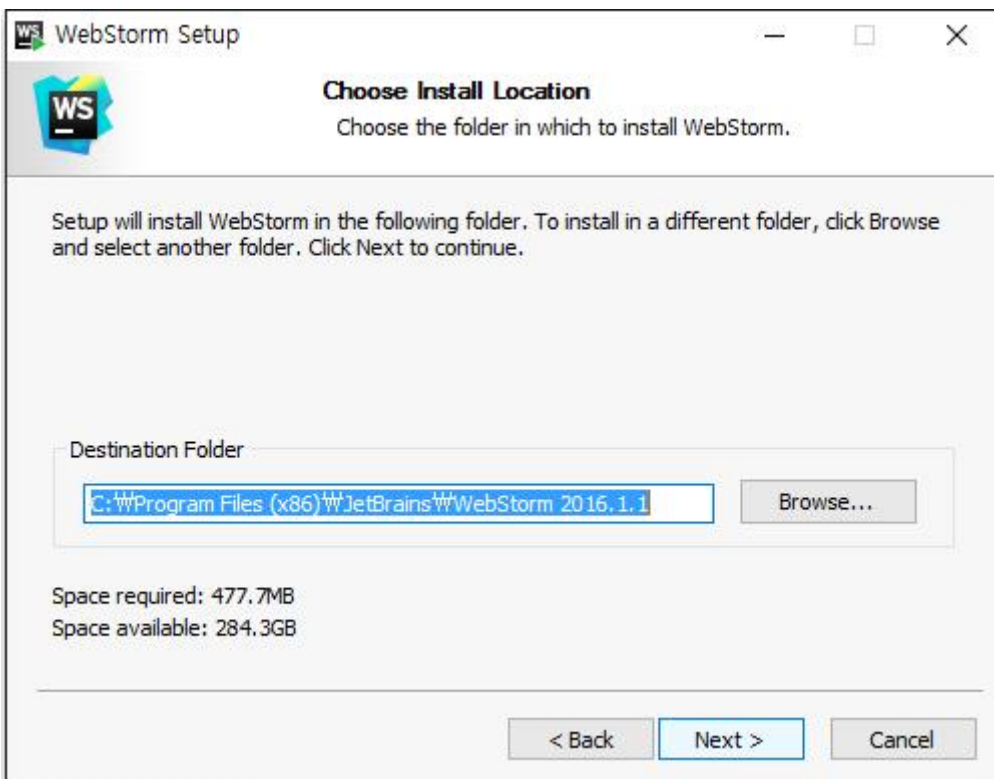 WS WebStorm Setup
WS
Choose Install Location
Choose the folder in which to install WebStorm.
Setup will install WebStorm in the following folder. To install in a different folder, click Browse
and select another folder. Click Next to continue.
Destination Folder
C:₩Program Files (x86)₩JetBrains₩WebStorm 2016.1.1
Browse...
Space required: 477.7MB
Space available: 284.3GB
< Back Next > Cancel